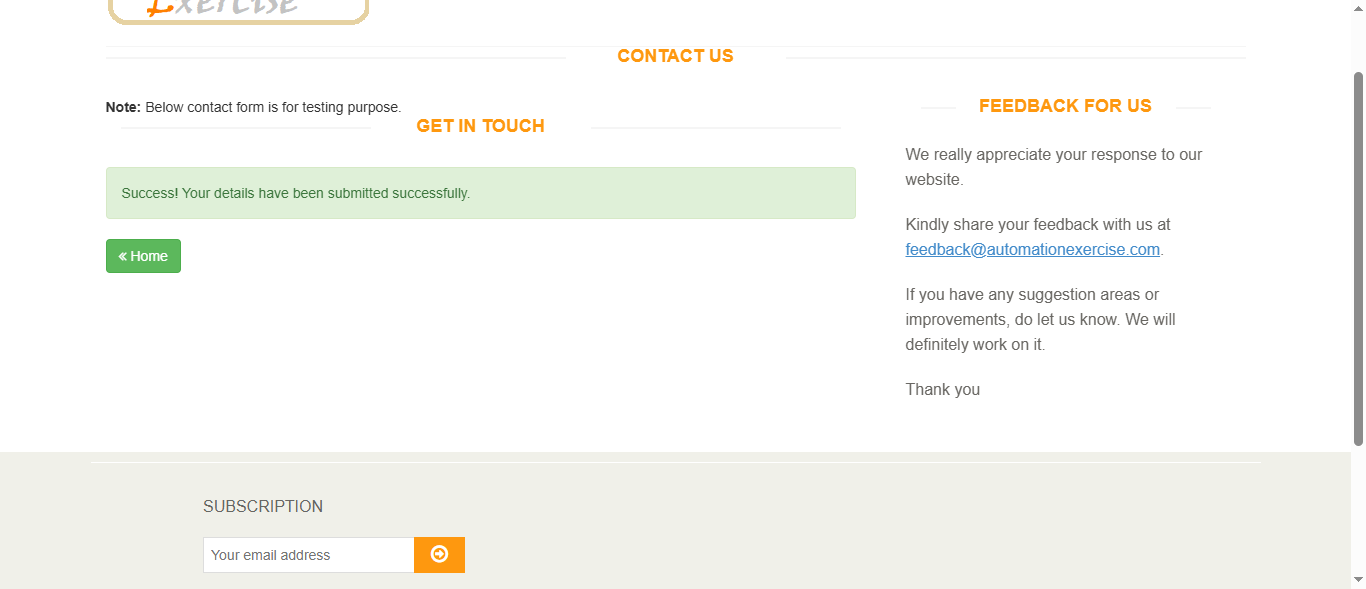 Exercise
CONTACT US
Note: Below contact form is for testing purpose.
GET IN TOUCH
Success! Your details have been submitted successfully.
« Home
FEEDBACK FOR US
We really appreciate your response to our
website.
Kindly share your feedback with us at
feedback@automationexercise.com.
If you have any suggestion areas or
improvements, do let us know. We will
definitely work on it.
Thank you
SUBSCRIPTION
Your email address